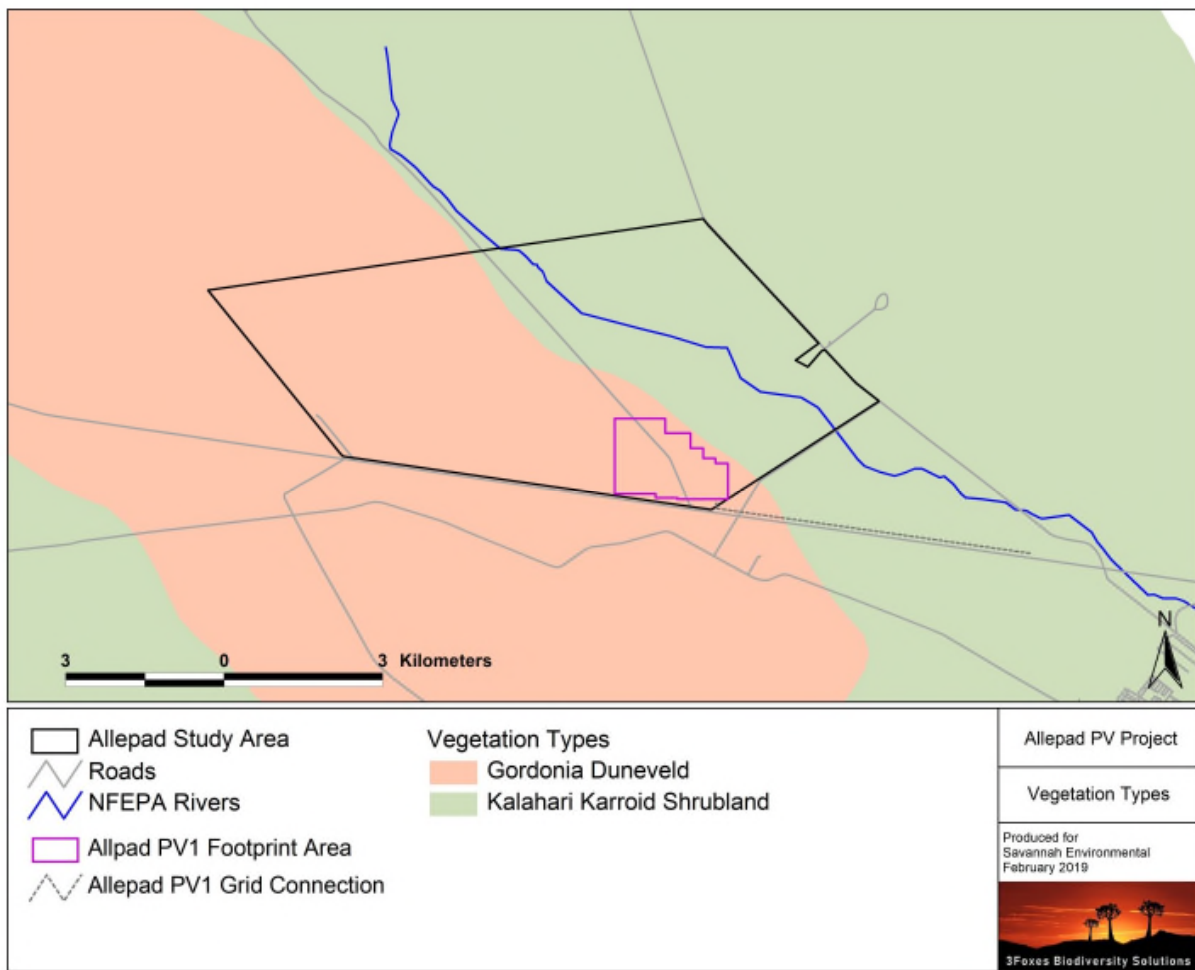 N
3 0 3 Kilometers
Allepad Study Area
Roads
NFEPA Rivers
Allpad PV1 Footprint Area
Allepad PV1 Grid Connection
Vegetation Types
Gordonia Duneveld
Kalahari Karroid Shrubland
Allepad PV Project
Vegetation Types
Produced for
Savannah Environmental
February 2019
3Foxes Biodiversity Solutions